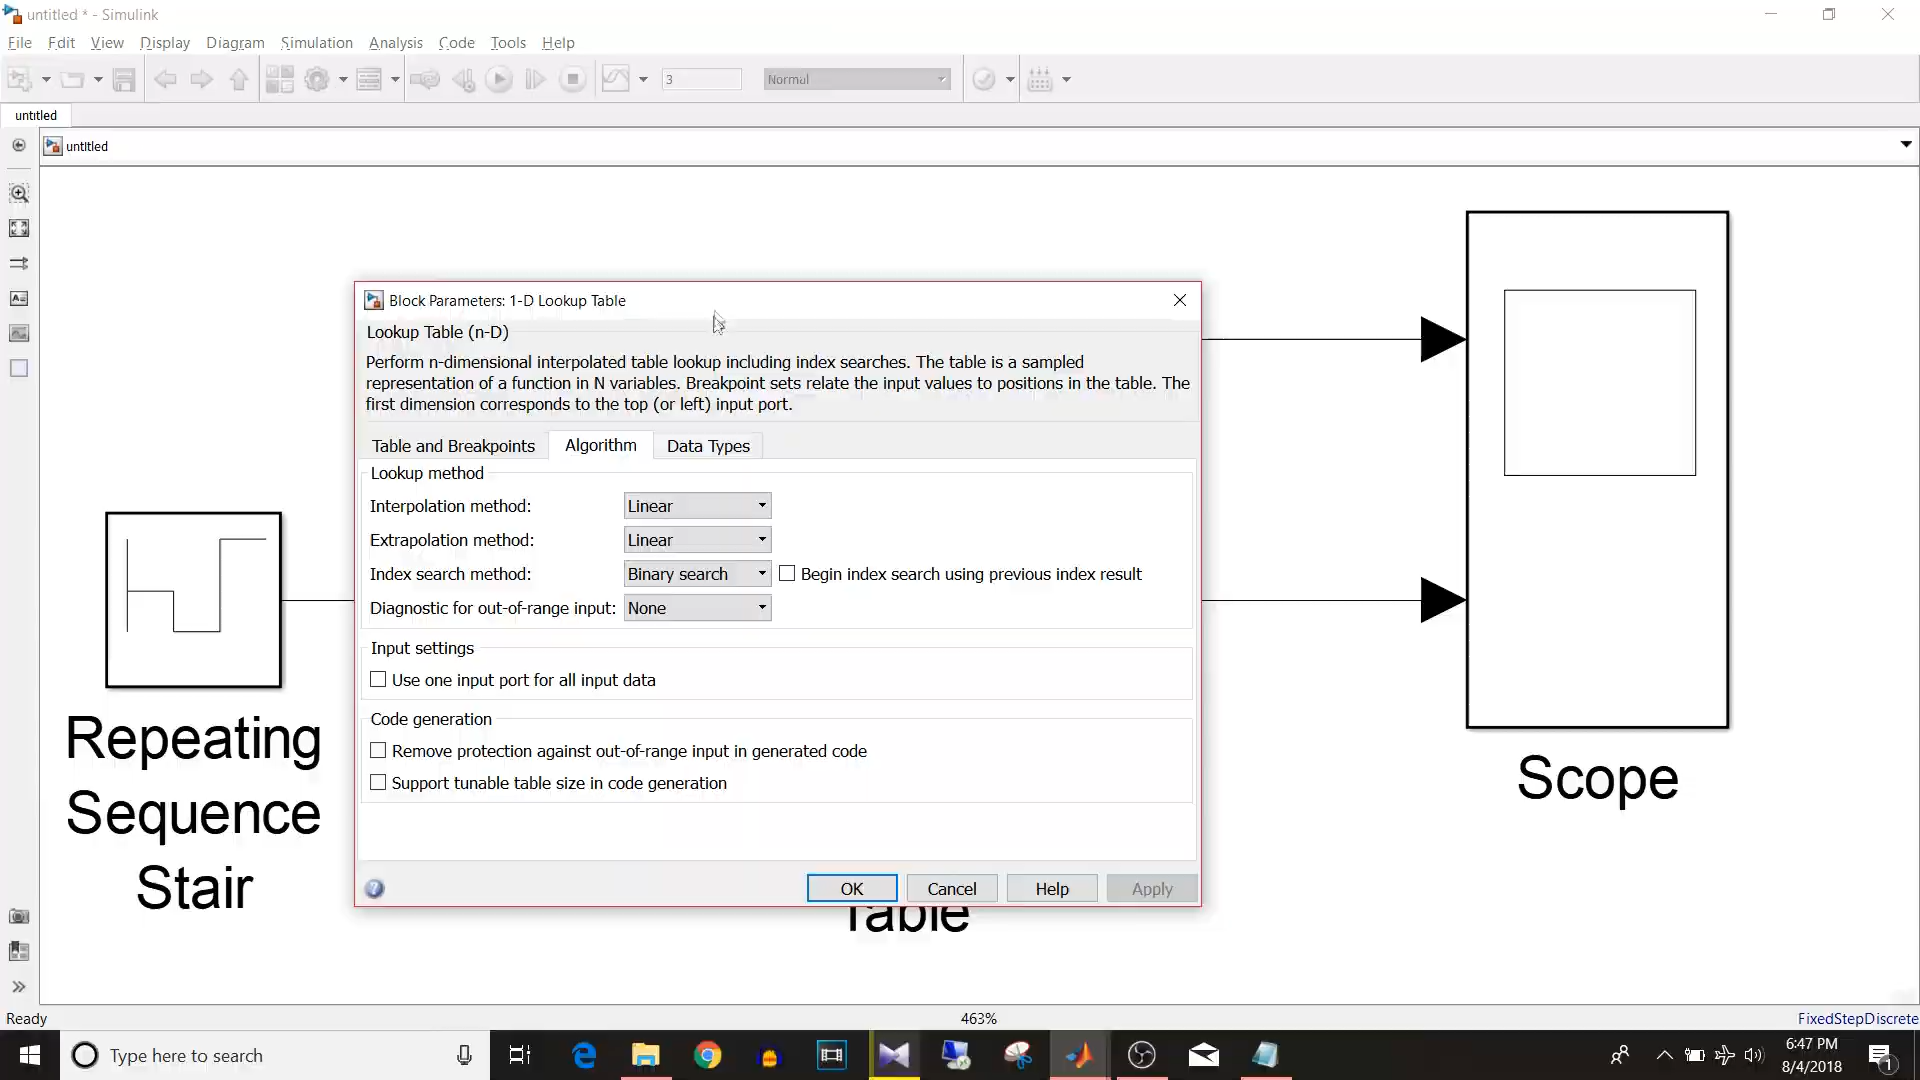 untitled * - Simulink
File Edit View Display Diagram Simulation Analysis Code Tools Help
3 Normal
untitled
untitled
Block Parameters: 1-D Lookup Table
Lookup Table (n-D)
Perform n-dimensional interpolated table lookup including index searches. The table is a sampled
representation of a function in N variables. Breakpoint sets relate the input values to positions in the table. The
first dimension corresponds to the top (or left) input port.
Table and Breakpoints Algorithm Data Types
Lookup method
Interpolation method: Linear
Extrapolation method: Linear
Index search method: Binary search Begin index search using previous index result
Diagnostic for out-of-range input: None
Input settings
Use one input port for all input data
Code generation
Remove protection against out-of-range input in generated code
Support tunable table size in code generation
OK Cancel Help Apply
Repeating
Sequence
Stair
Table
Scope
Ready 463% FixedStepDiscrete
Type here to search
6:47 PM
8/4/2018
1